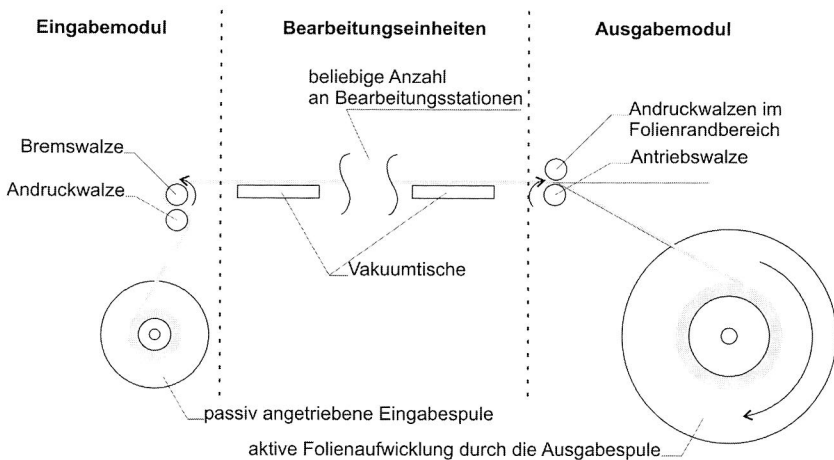 Eingabemodul
Bearbeitungseinheiten
Ausgabemodul
beliebige Anzahl
an Bearbeitungsstationen
Andruckwalzen im
Folienrandbereich
Bremswalze
Antriebswalze
Andruckwalze
Vakuumtische
passiv angetriebene Eingabespule
aktive Folienaufwicklung durch die Ausgabespule